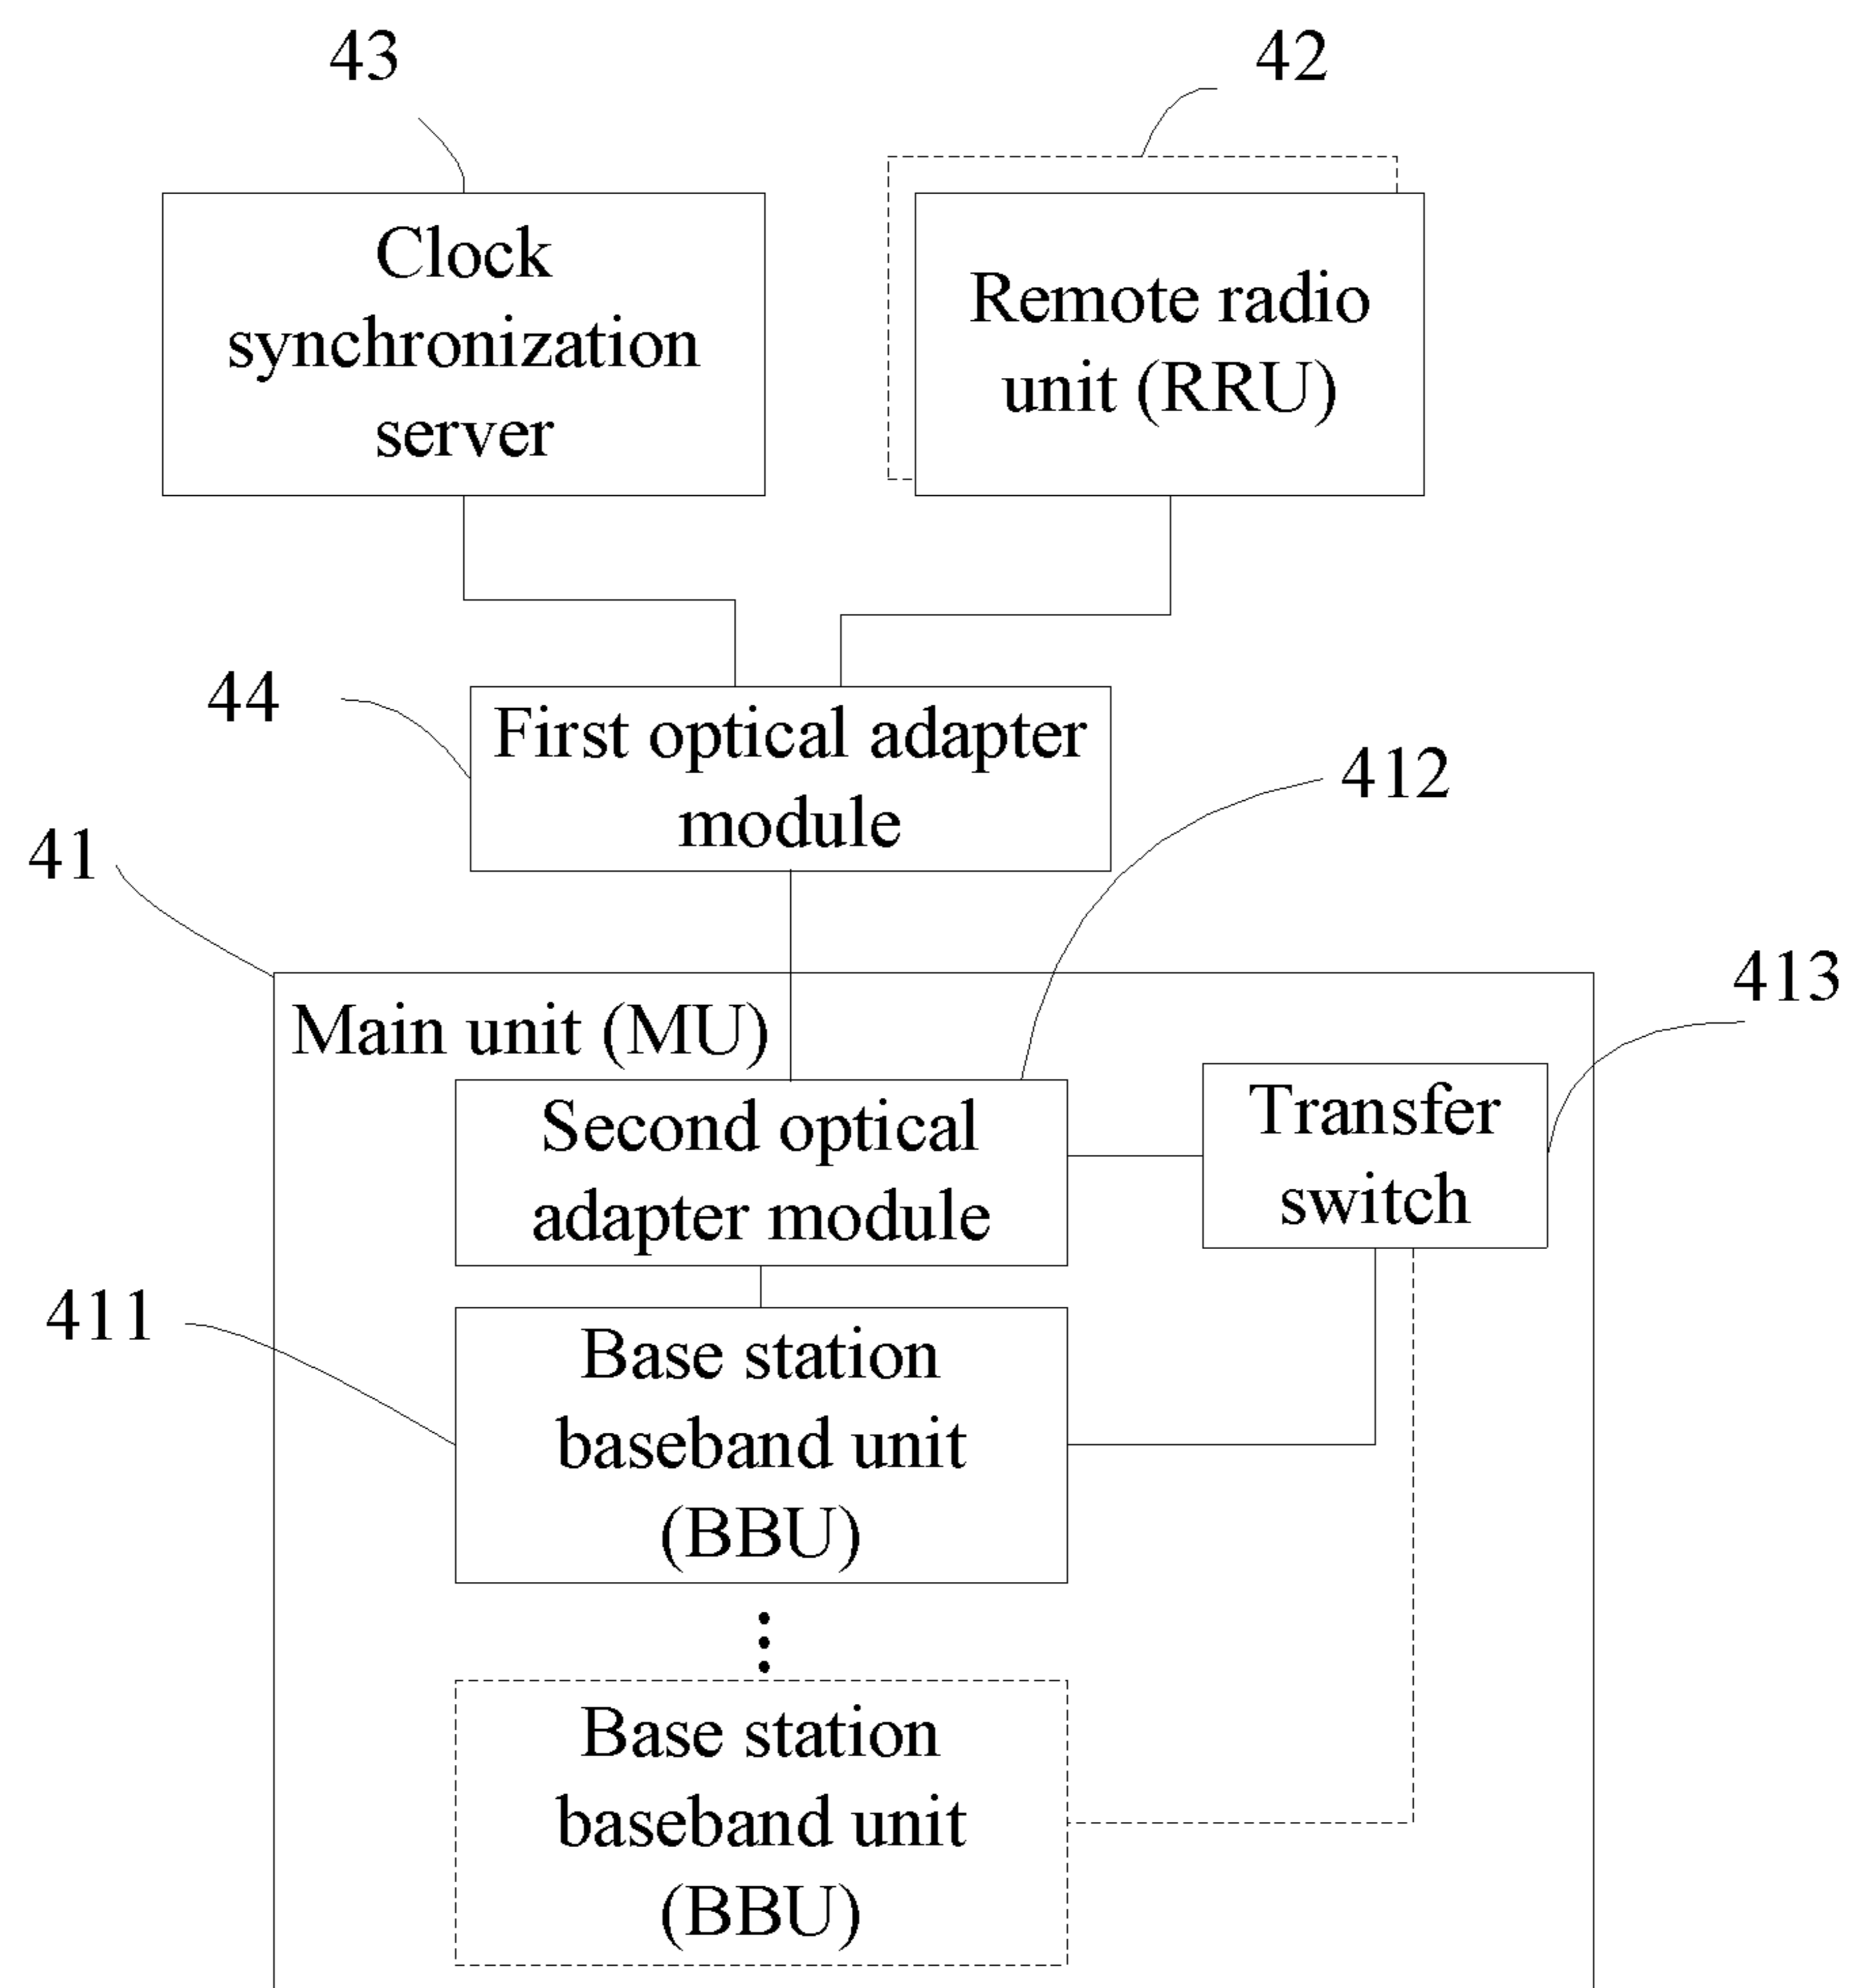 43
42
Clock
synchronization
server
Remote radio
unit (RRU)
44
First optical adapter
module
412
41
413
Main unit (MU)
Second optical
adapter module
Transfer
switch
411
Base station
baseband unit
(BBU)
Base station
baseband unit
(BBU)